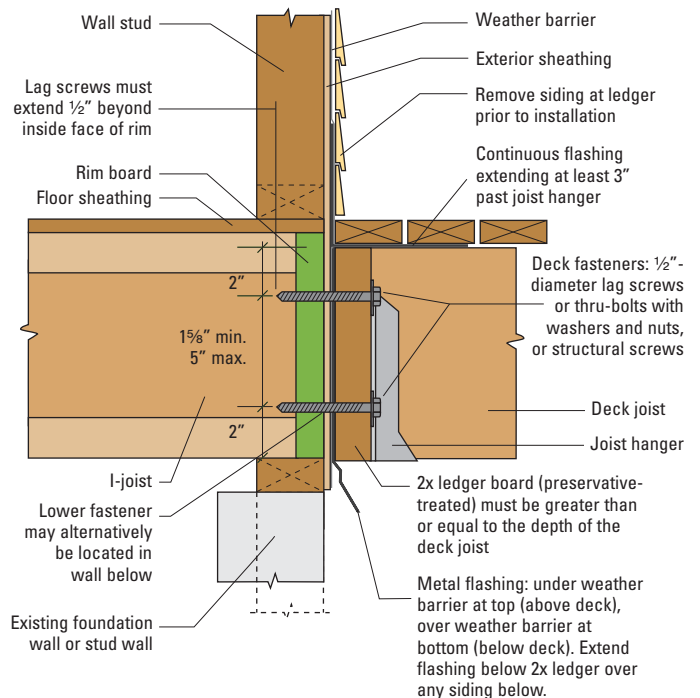 Wall stud
Lag screws must
extend ½” beyond
inside face of rim
Rim board
Floor sheathing
Weather barrier
Exterior sheathing
Remove siding at ledger
prior to installation
Continuous flashing
extending at least 3”
past joist hanger
2”
1⅝” min.
5” max.
2”
Deck fasteners: ½”-
diameter lag screws
or thru-bolts with
washers and nuts,
or structural screws
Deck joist
Joist hanger
I-joist
Lower fastener
may alternatively
be located in
wall below
Existing foundation
wall or stud wall
2x ledger board (preservative-
treated) must be greater than
or equal to the depth of the
deck joist
Metal flashing: under weather
barrier at top (above deck),
over weather barrier at
bottom (below deck). Extend
flashing below 2x ledger over
any siding below.